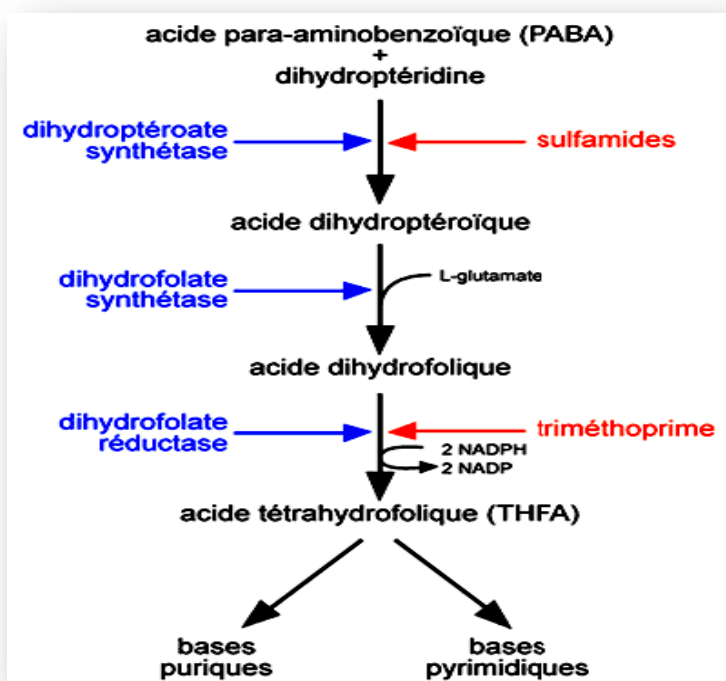 acide para-aminobenzoïque (PABA)
+
dihydroptéridine
dihydroptéroate
synthétase
sulfamides
acide dihydroptéroïque
dihydrofolate
synthétase
L-glutamate
acide dihydrofolique
dihydrofolate
réductase
triméthoprime
2 NADPH
2 NADP
acide tétrahydrofolique (THFA)
bases
puriques
bases
pyrimidiques